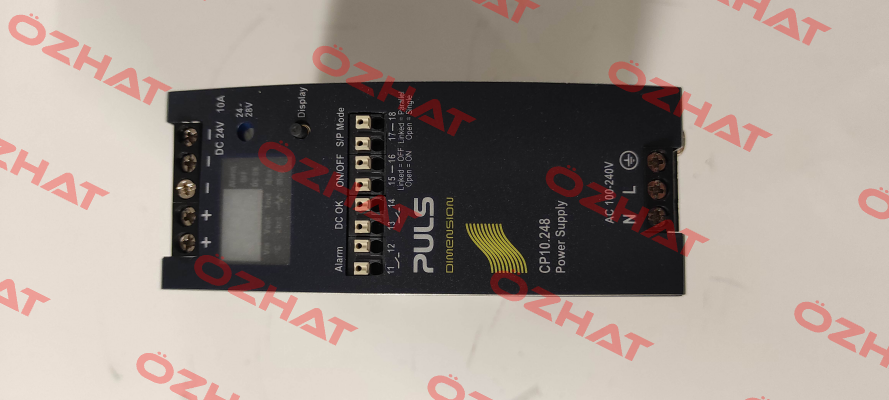 DC 24V 10A
24-
28V
Display
+ + − − −
Alarm DC OK ON/OFF S/P Mode
11 12 13 14 15 — 16 17 — 18
Linked = OFF
Open = ON
Linked = Parallel
Open = Single
PULS
DIMENSION
CP10.248
Power Supply
AC 100-240V
N L
ÖZHAT
ÖZHAT
ÖZHAT
ÖZHAT
ÖZHAT
ÖZHAT
ÖZHAT
ÖZHAT
ÖZHAT
ÖZHAT
ÖZHAT
ÖZHAT